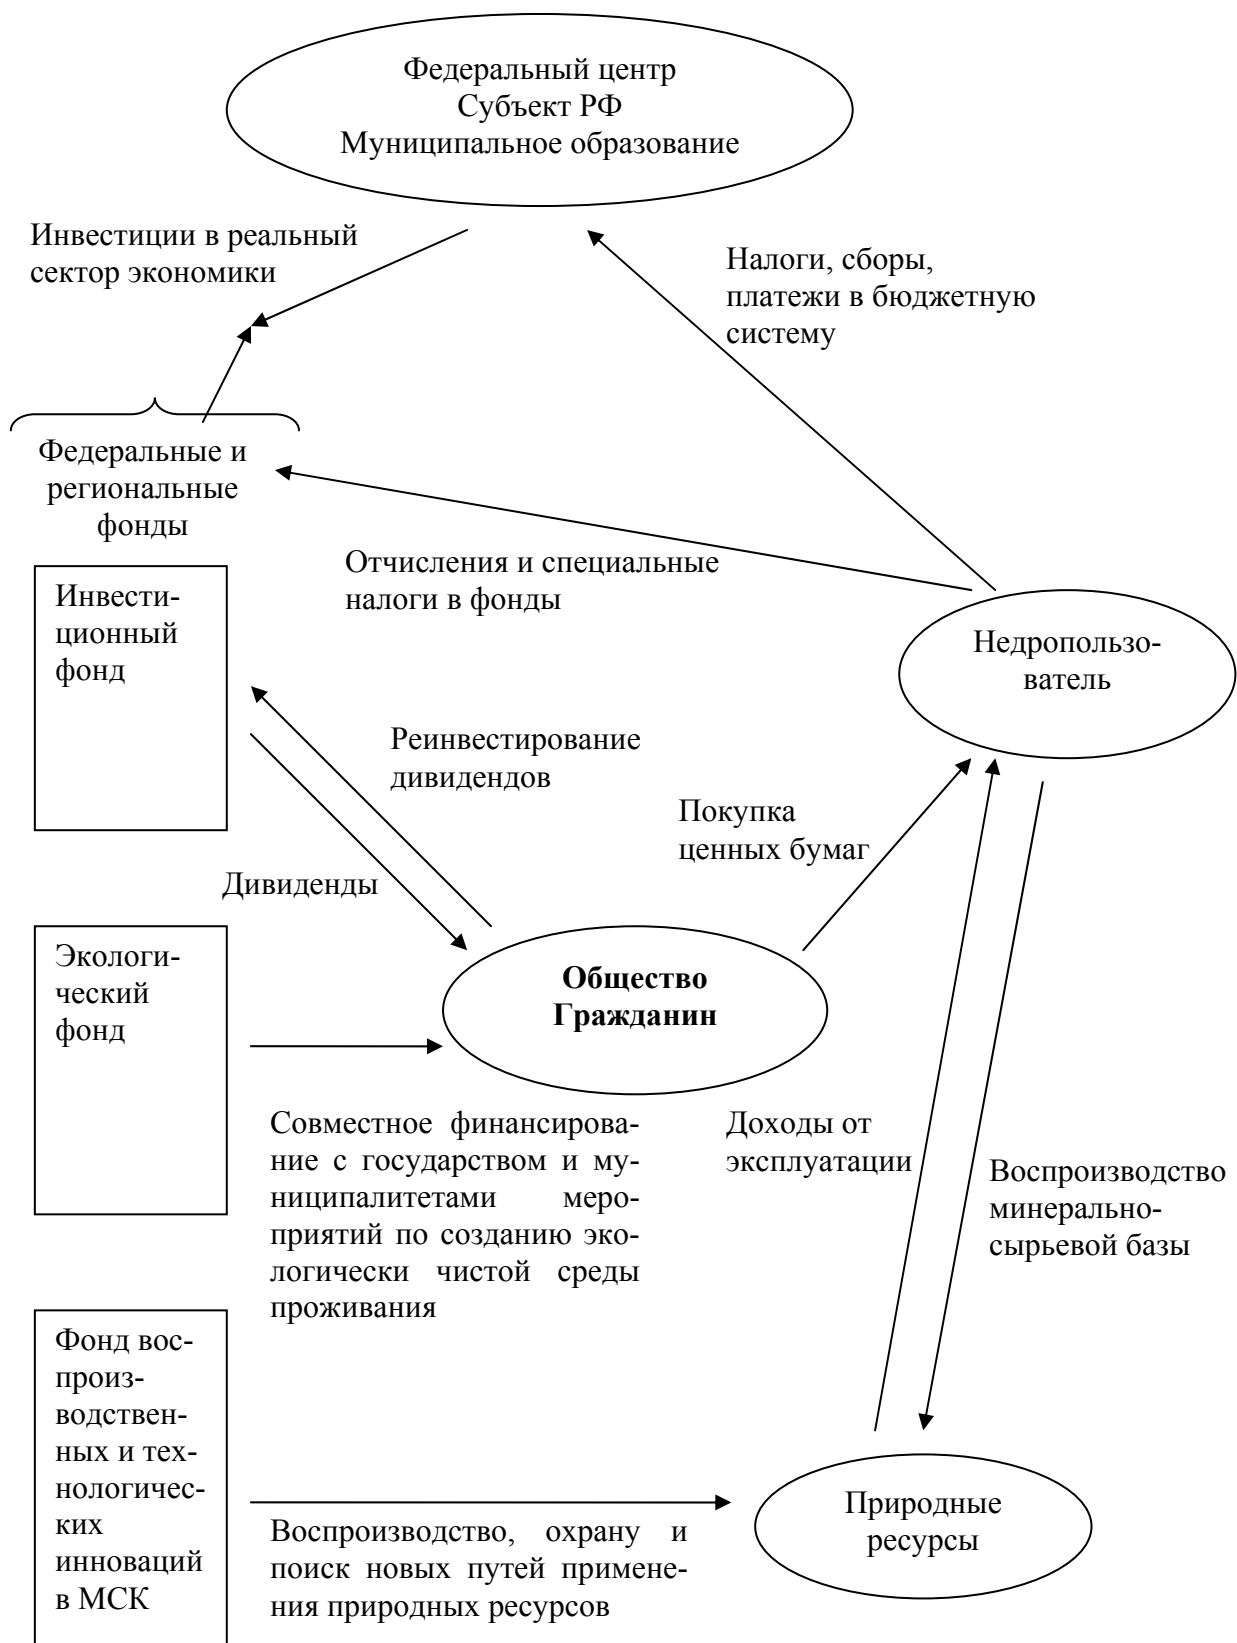 Федеральный центр
Субъект РФ
Муниципальное образование
Инвестиции в реальный
сектор экономики
Налоги, сборы,
платежи в бюджетную
систему
Федеральные и
региональные
фонды
Отчисления и специальные
налоги в фонды
Инвести-
ционный
фонд
Недропользо-
ватель
Реинвестирование
дивидендов
Покупка
ценных бумаг
Дивиденды
Экологи-
ческий
фонд
Общество
Гражданин
Совместное финансирова-
ние с государством и му-
ниципалитетами меро-
приятий по созданию эко-
логически чистой среды
проживания
Доходы от
эксплуатации
Воспроизводство
минерально-
сырьевой базы
Фонд вос-
произ-
водствен-
ных и тех-
нологичес-
ких
инноваций
в МСК
Воспроизводство, охрану и
поиск новых путей примене-
ния природных ресурсов
Природные
ресурсы